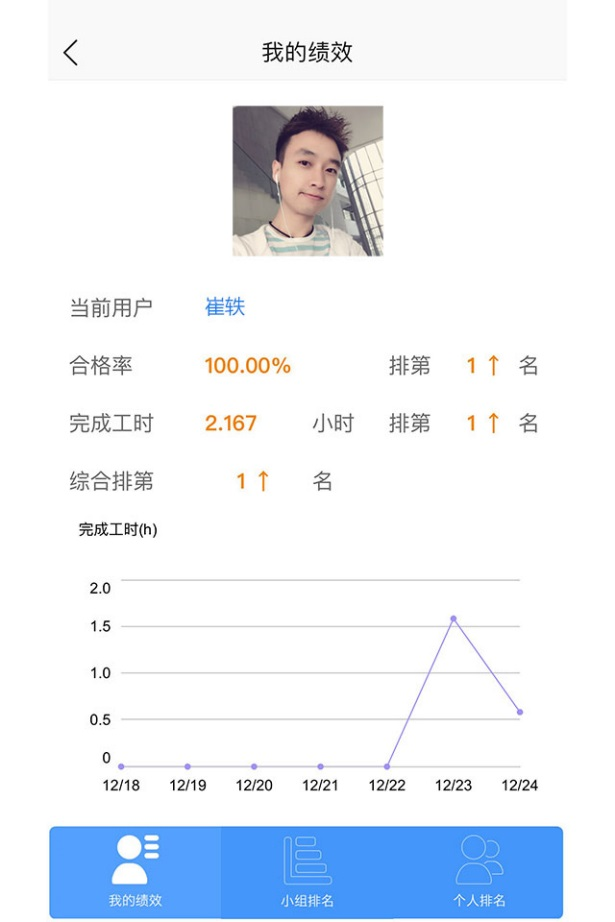 我的绩效
当前用户 崔轶
合格率 100.00% 排第 1 ↑ 名
完成工时 2.167 小时 排第 1 ↑ 名
综合排第 1 ↑ 名
完成工时(h)
2.0
1.5
1.0
0.5
0
12/18 12/19 12/20 12/21 12/22 12/23 12/24
我的绩效 小组排名 个人排名